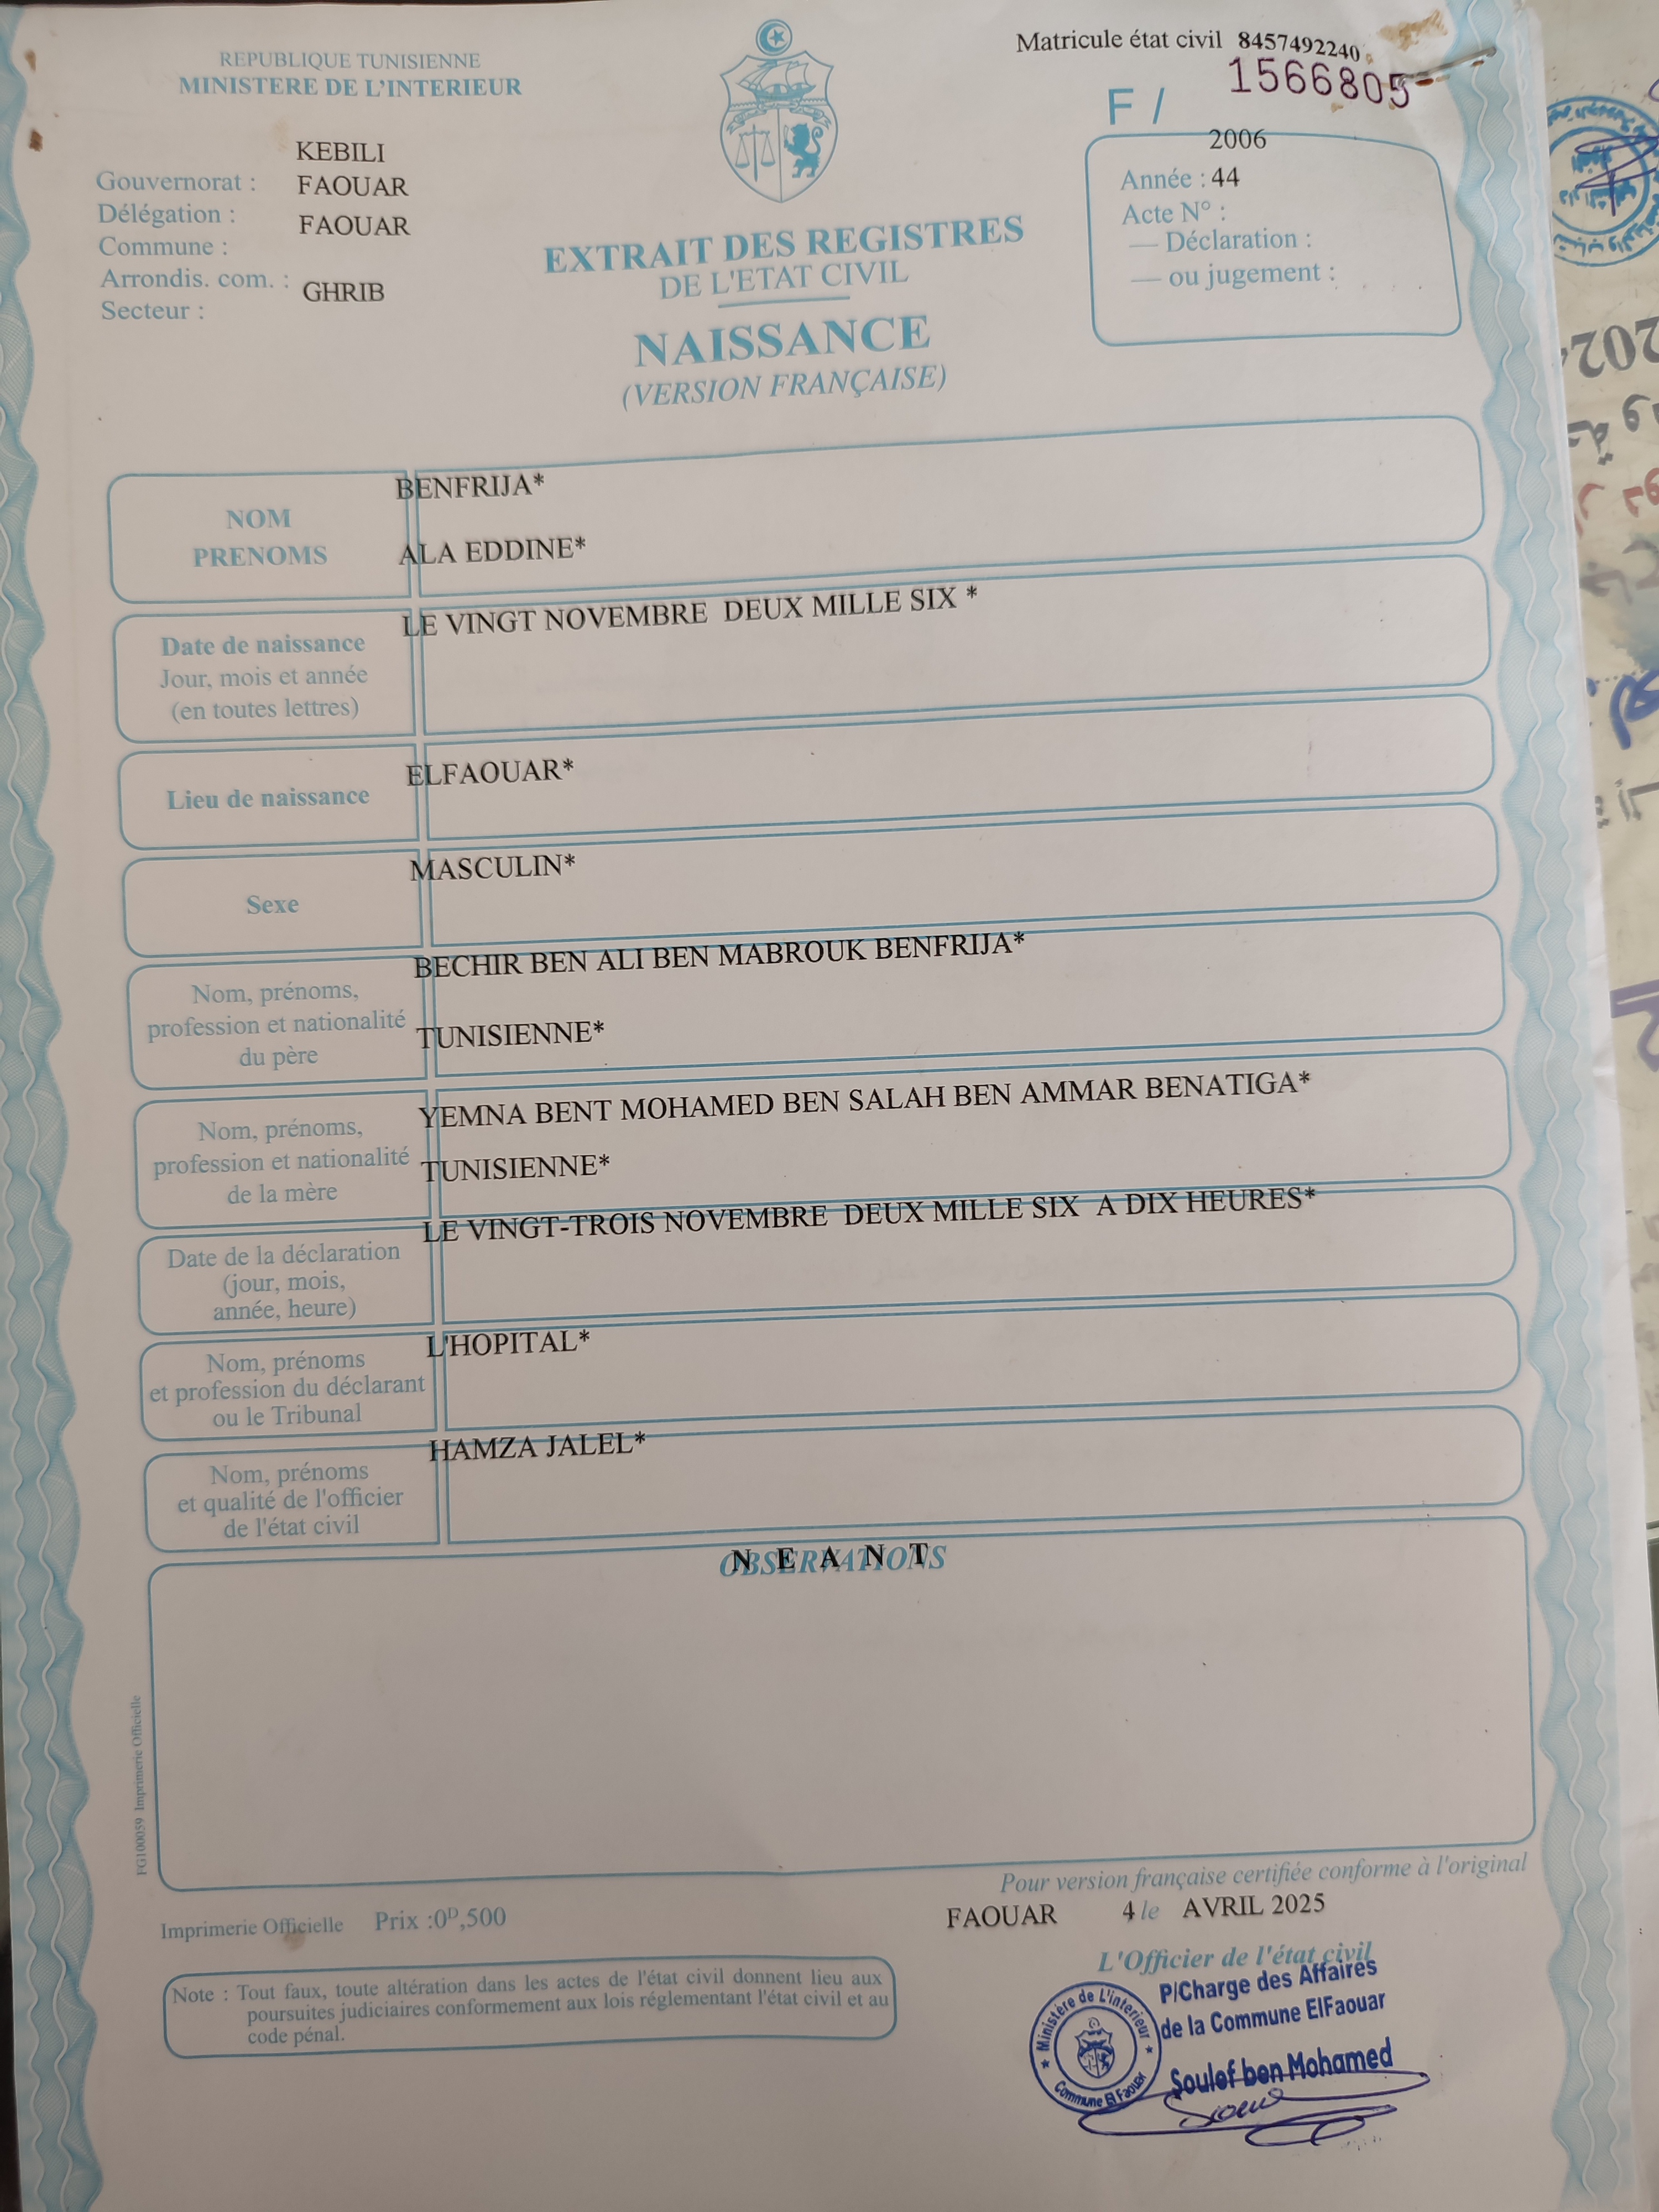 REPUBLIQUE TUNISIENNE
MINISTERE DE L'INTERIEUR
Matricule état civil 8457492240
F / 1566805
KEBILI
Gouvernorat : FAOUAR
Délégation :
FAOUAR
Commune :
Arrondis. com. :
GHRIB
Secteur :
2006
Année : 44
Acte N° :
— Déclaration :
— ou jugement :
EXTRAIT DES REGISTRES
DE L'ETAT CIVIL
NAISSANCE
(VERSION FRANÇAISE)
BENFRIJA*
NOM
PRENOMS
ALA EDDINE*
LE VINGT NOVEMBRE DEUX MILLE SIX *
Date de naissance
Jour, mois et année
(en toutes lettres)
ELFAOUAR*
Lieu de naissance
MASCULIN*
Sexe
BECHIR BEN ALI BEN MABROUK BENFRIJA*
Nom, prénoms,
profession et nationalité
du père
TUNISIENNE*
YEMNA BENT MOHAMED BEN SALAH BEN AMMAR BENATIGA*
Nom, prénoms,
profession et nationalité
de la mère
TUNISIENNE*
LE VINGT-TROIS NOVEMBRE DEUX MILLE SIX A DIX HEURES*
Date de la déclaration
(jour, mois,
année, heure)
L'HOPITAL*
Nom, prénoms
et profession du déclarant
ou le Tribunal
HAMZA JALEL*
Nom, prénoms
et qualité de l'officier
de l'état civil
N E A N T
OBSERVATIONS
FG100059 Imprimerie Officielle
Pour version française certifiée conforme à l'original
Imprimerie Officielle Prix :0D,500
FAOUAR 4 le AVRIL 2025
L'Officier de l'état civil
P/Charge des Affaires
de la Commune ElFaouar
Soulef ben Mohamed
Ministère de L'interieur
Commune El Faouar
Note : Tout faux, toute altération dans les actes de l'état civil donnent lieu aux
poursuites judiciaires conformement aux lois réglementant l'état civil et au
code pénal.